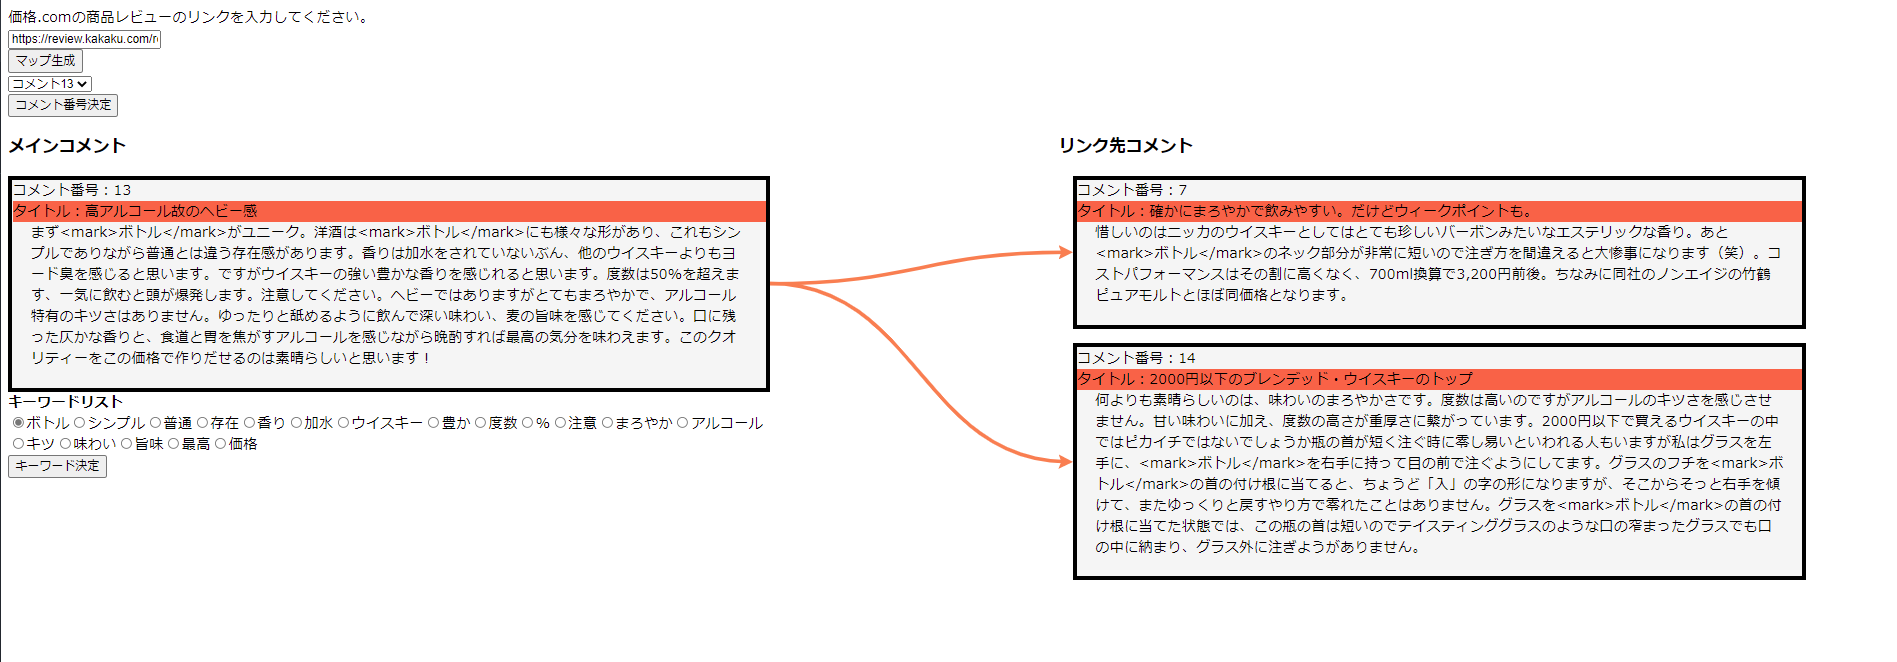 価格.comの商品レビューのリンクを入力してください。
https://review.kakaku.com/r
マップ生成
コメント13
コメント番号決定
メインコメント
コメント番号：13
タイトル：高アルコール故のヘビー感
まず<mark>ボトル</mark>がユニーク。洋酒は<mark>ボトル</mark>にも様々な形があり、これもシン
プルでありながら普通とは違う存在感があります。香りは加水をされていないぶん、他のウイスキーよりもヨ
ード臭を感じると思います。ですがウイスキーの強い豊かな香りを感じれると思います。度数は50%を超えま
す、一気に飲むと頭が爆発します。注意してください。ヘビーではありますがとてもまろやかで、アルコール
特有のキツさはありません。ゆったりと舐めるように飲んで深い味わい、麦の旨味を感じてください。口に残
った仄かな香りと、食道と胃を焦がすアルコールを感じながら晩酌すれば最高の気分を味わえます。このクオ
リティーをこの価格で作りだせるのは素晴らしいと思います！
キーワードリスト
ボトル シンプル 普通 存在 香り 加水 ウイスキー 豊か 度数 % 注意 まろやか アルコール
キツ 味わい 旨味 最高 価格
キーワード決定
リンク先コメント
コメント番号：7
タイトル：確かにまろやかで飲みやすい。だけどウィークポイントも。
惜しいのはニッカのウイスキーとしてはとても珍しいバーボンみたいなエステリックな香り。あと
<mark>ボトル</mark>のネック部分が非常に短いので注ぎ方を間違えると大惨事になります（笑）。コ
ストパフォーマンスはその割に高くなく、700ml換算で3,200円前後。ちなみに同社のノンエイジの竹鶴
ピュアモルトとほぼ同価格となります。
コメント番号：14
タイトル：2000円以下のブレンデッド・ウイスキーのトップ
何よりも素晴らしいのは、味わいのまろやかさです。度数は高いのですがアルコールのキツさを感じさせ
ません。甘い味わいに加え、度数の高さが重厚さに繋がっています。2000円以下で買えるウイスキーの中
ではピカイチではないでしょうか瓶の首が短く注ぐ時に零し易いといわれる人もいますが私はグラスを左
手に、<mark>ボトル</mark>を右手に持って目の前で注ぐようにしてます。グラスのフチを<mark>ボ
トル</mark>の首の付け根に当てると、ちょうど「入」の字の形になりますが、そこからそっと右手を傾
けて、またゆっくりと戻すやり方で零れたことはありません。グラスを<mark>ボトル</mark>の首の付
け根に当てた状態では、この瓶の首は短いのでテイスティンググラスのような口の窄まったグラスでも口
の中に納まり、グラス外に注ぎようがありません。